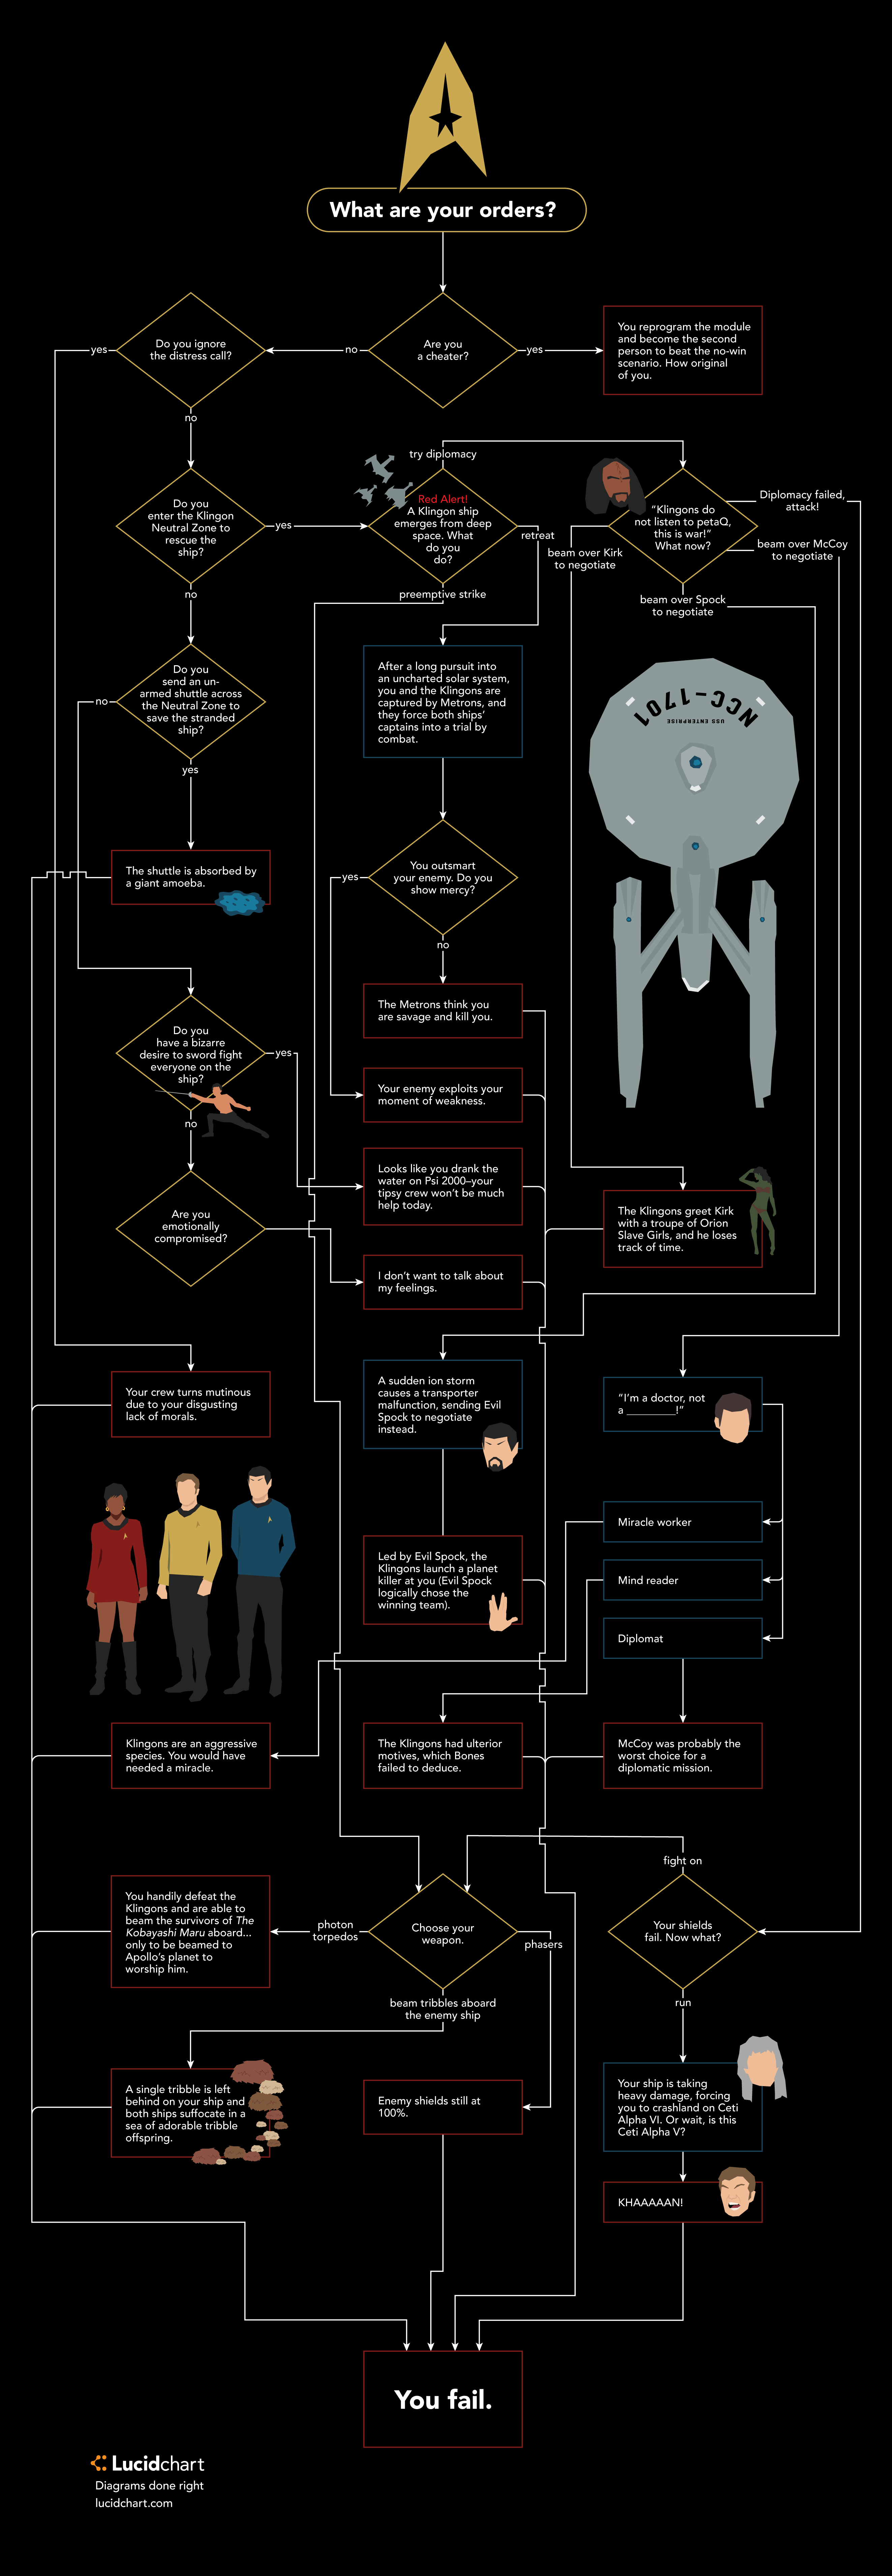 What are your orders?
Do you ignore
the distress call?
yes
no
Are you
a cheater?
yes
You reprogram the module
and become the second
person to beat the no-win
scenario. How original
of you.
no
try diplomacy
Do you
enter the Klingon
Neutral Zone to
rescue the
ship?
yes
Red Alert!
A Klingon ship
emerges from deep
space. What
do you
do?
retreat
"Klingons do
not listen to petaQ,
this is war!"
What now?
Diplomacy failed,
attack!
beam over McCoy
to negotiate
beam over Kirk
to negotiate
beam over Spock
to negotiate
no
preemptive strike
Do you
send an un-
armed shuttle across
the Neutral Zone to
save the stranded
ship?
no
yes
After a long pursuit into
an uncharted solar system,
you and the Klingons are
captured by Metrons, and
they force both ships'
captains into a trial by
combat.
NCC-1701
USS ENTERPRISE
The shuttle is absorbed by
a giant amoeba.
yes
You outsmart
your enemy. Do you
show mercy?
no
The Metrons think you
are savage and kill you.
Do you
have a bizarre
desire to sword fight
everyone on the
ship?
yes
no
Your enemy exploits your
moment of weakness.
Looks like you drank the
water on Psi 2000–your
tipsy crew won't be much
help today.
Are you
emotionally
compromised?
The Klingons greet Kirk
with a troupe of Orion
Slave Girls, and he loses
track of time.
I don't want to talk about
my feelings.
Your crew turns mutinous
due to your disgusting
lack of morals.
A sudden ion storm
causes a transporter
malfunction, sending Evil
Spock to negotiate
instead.
"I'm a doctor, not
a ________!"
Miracle worker
Mind reader
Diplomat
Led by Evil Spock, the
Klingons launch a planet
killer at you (Evil Spock
logically chose the
winning team).
Klingons are an aggressive
species. You would have
needed a miracle.
The Klingons had ulterior
motives, which Bones
failed to deduce.
McCoy was probably the
worst choice for a
diplomatic mission.
fight on
You handily defeat the
Klingons and are able to
beam the survivors of The
Kobayashi Maru aboard...
only to be beamed to
Apollo's planet to
worship him.
photon
torpedos
Choose your
weapon.
phasers
Your shields
fail. Now what?
beam tribbles aboard
the enemy ship
run
A single tribble is left
behind on your ship and
both ships suffocate in a
sea of adorable tribble
offspring.
Enemy shields still at
100%.
Your ship is taking
heavy damage, forcing
you to crashland on Ceti
Alpha VI. Or wait, is this
Ceti Alpha V?
KHAAAAAN!
You fail.
Lucidchart
Diagrams done right
lucidchart.com